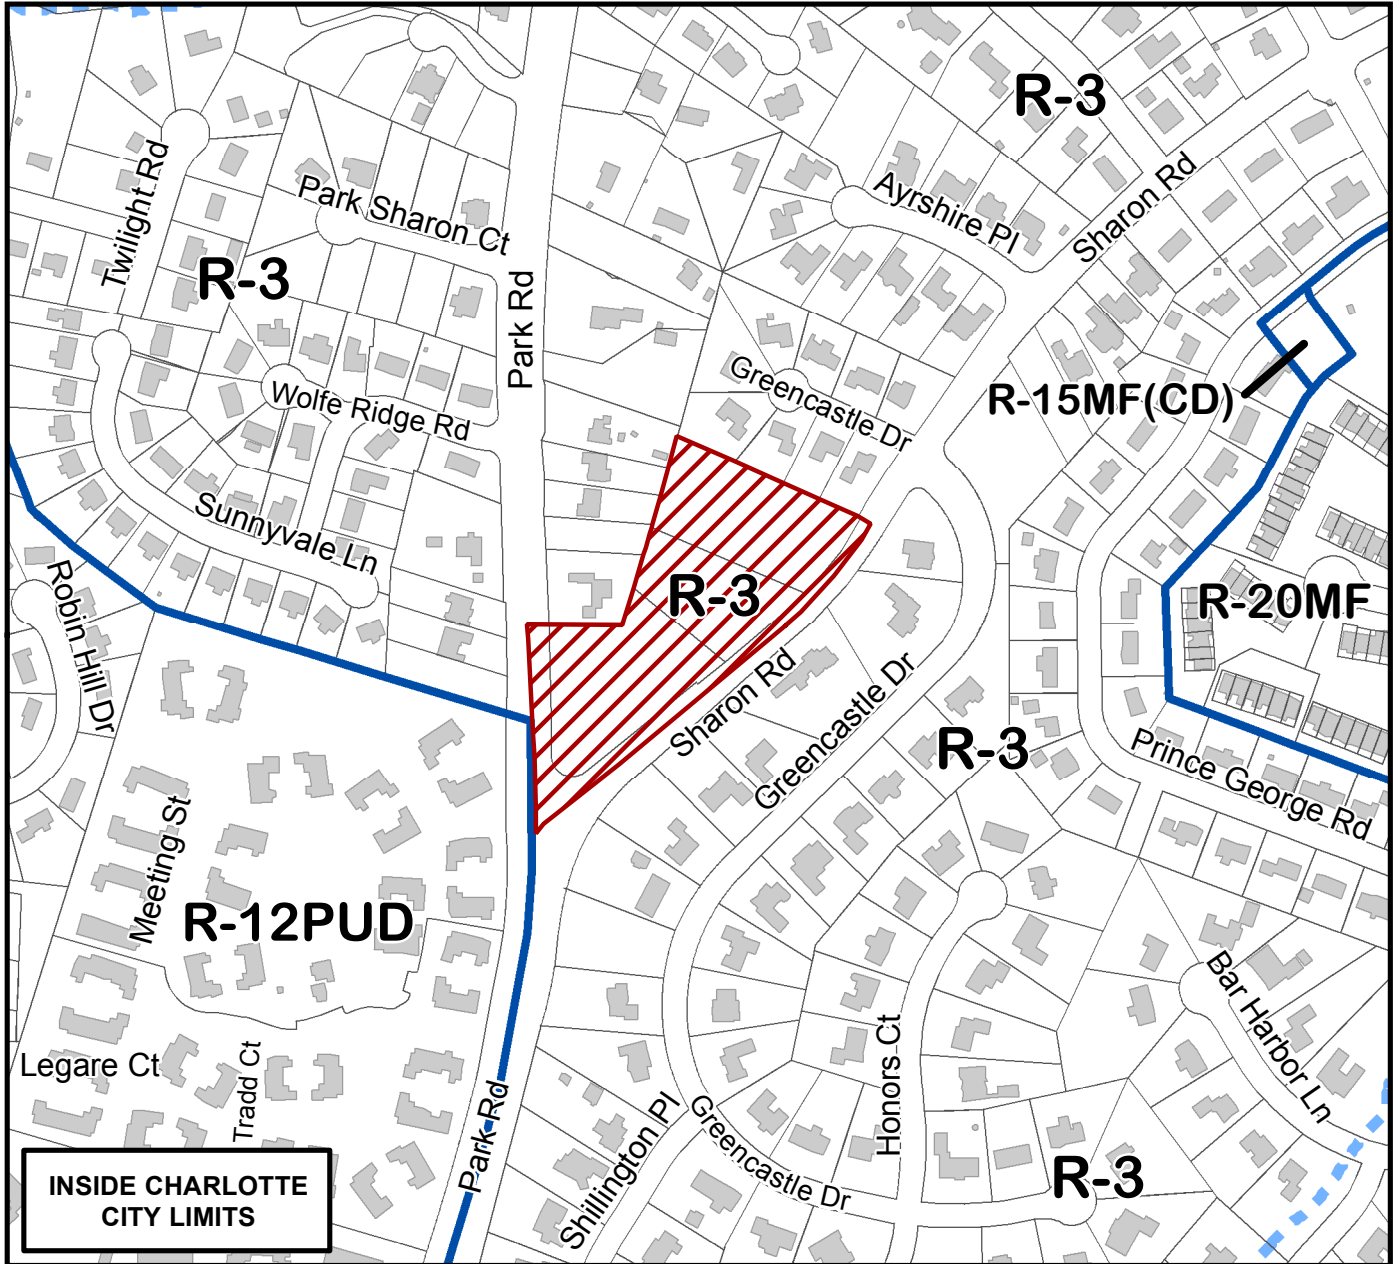 R-3
Sharon Rd
Ayrshire Pl
Twilight Rd
Park Sharon Ct
R-3
Park Rd
R-15MF(CD)
Greencastle Dr
Wolfe Ridge Rd
Sunnyvale Ln
R-3
R-20MF
Robin Hill Dr
Sharon Rd
Greencastle Dr
R-3
Prince George Rd
Meeting St
R-12PUD
Bar Harbor Ln
Legare Ct
Tradd Ct
Honors Ct
Park Rd
Shillington Pl
Greencastle Dr
R-3
INSIDE CHARLOTTE
CITY LIMITS